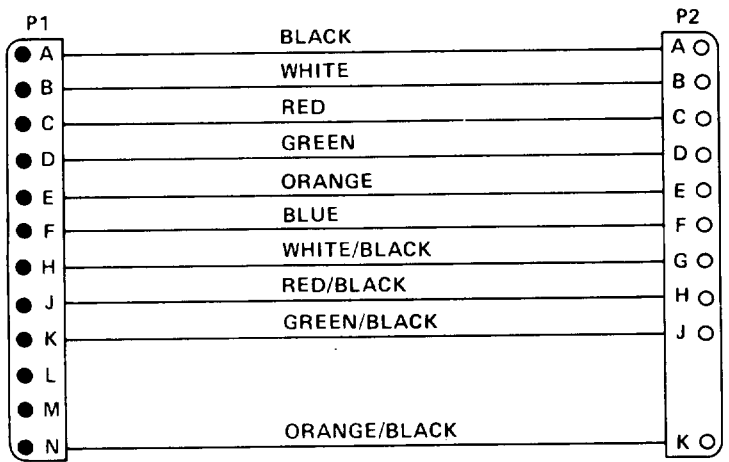 P1 P2
A BLACK A
B WHITE B
C RED C
D GREEN D
E ORANGE E
F BLUE F
H WHITE/BLACK G
J RED/BLACK H
K GREEN/BLACK J
L
M
N ORANGE/BLACK K